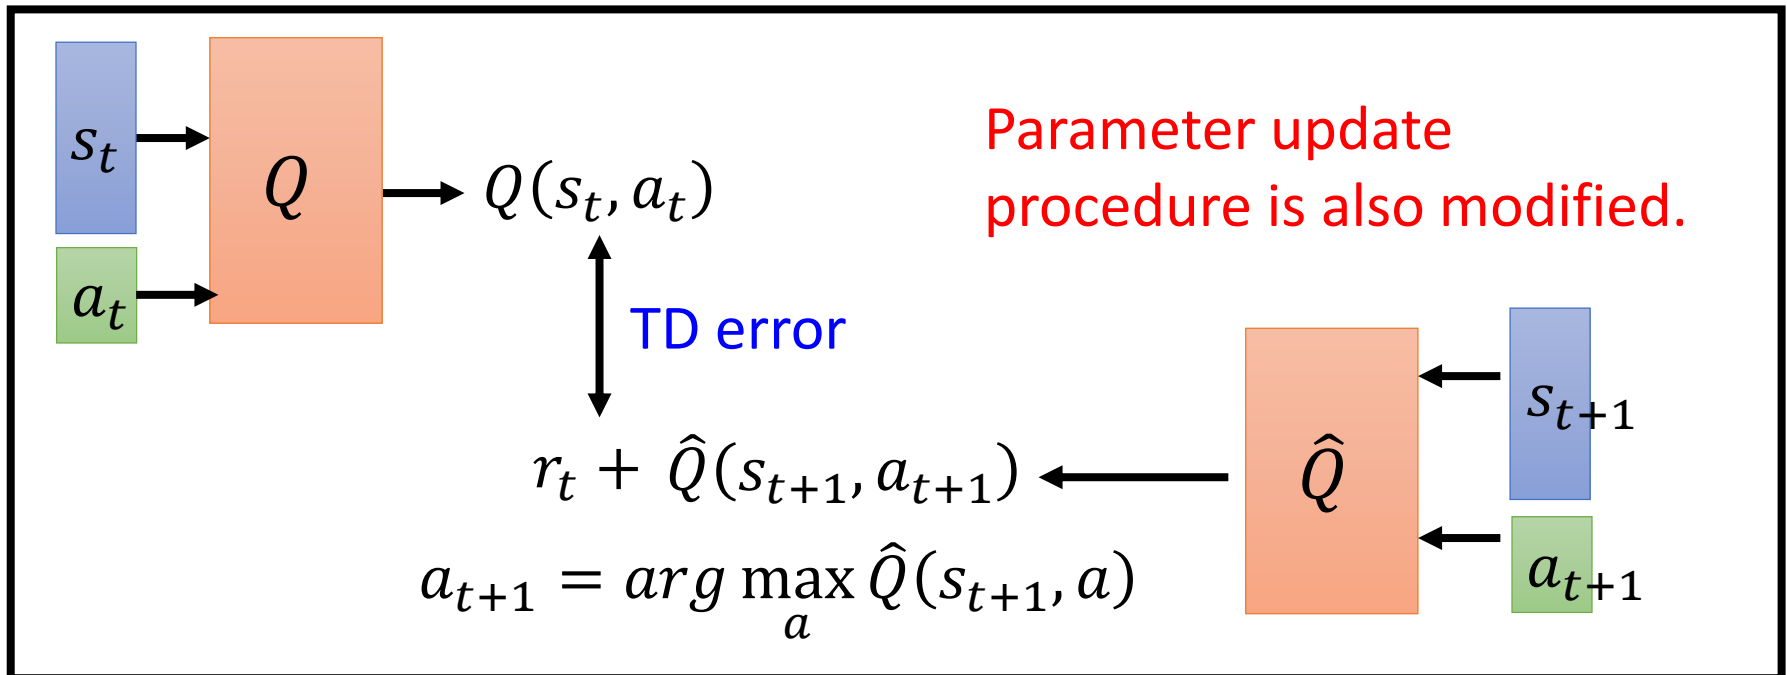 s_t
a_t
Q
Q(s_t, a_t)
Parameter update
procedure is also modified.
TD error
r_t + Q̂(s_{t+1}, a_{t+1})
a_{t+1} = arg max_a Q̂(s_{t+1}, a)
Q̂
s_{t+1}
a_{t+1}